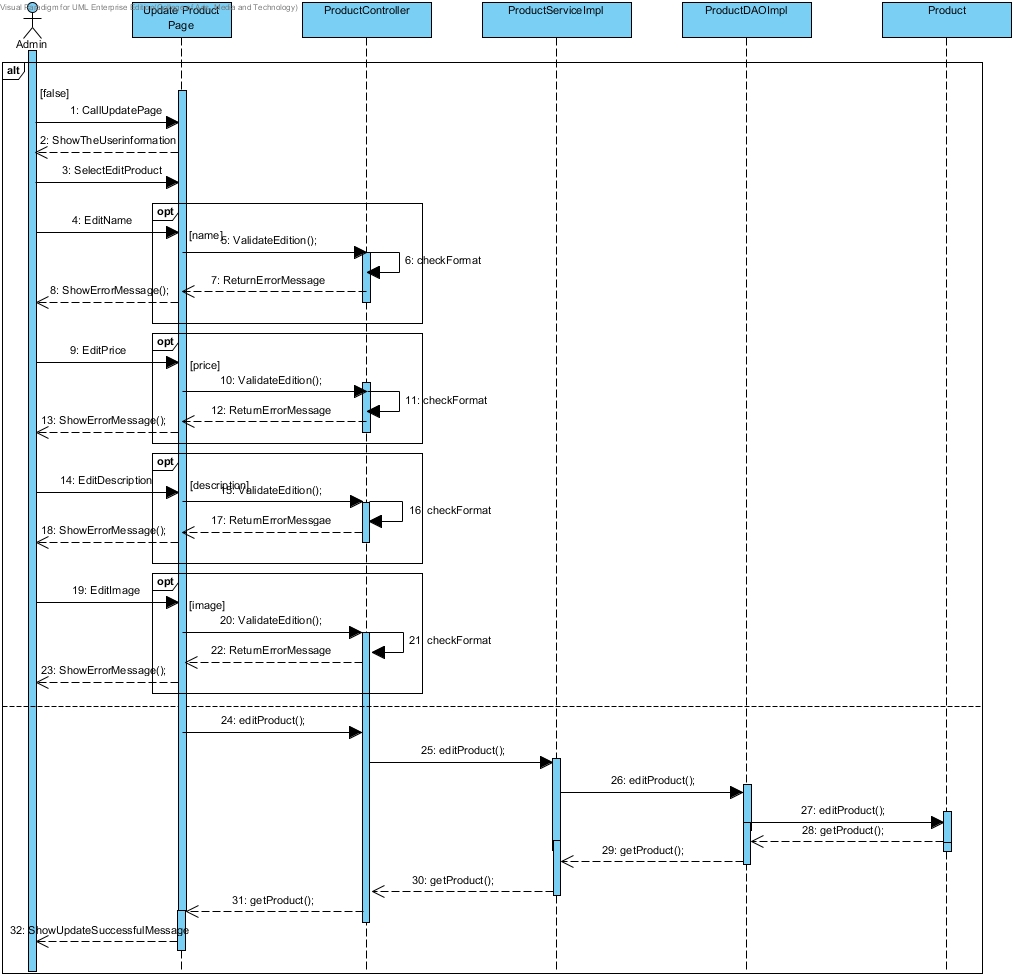 Visual Paradigm for UML Enterprise Edition
Media and Technology)
Update Product
Page
ProductController
ProductServiceImpl
ProductDAOImpl
Product
Admin
alt
[false]
1: CallUpdatePage
2: ShowTheUserinformation
3: SelectEditProduct
opt
4: EditName
[name]
5: ValidateEdition();
6: checkFormat
7: ReturnErrorMessage
8: ShowErrorMessage();
opt
9: EditPrice
[price]
10: ValidateEdition();
11: checkFormat
12: ReturnErrorMessage
13: ShowErrorMessage();
opt
14: EditDescription
[description]
15: ValidateEdition();
16: checkFormat
17: ReturnErrorMessgae
18: ShowErrorMessage();
opt
19: EditImage
[image]
20: ValidateEdition();
21: checkFormat
22: ReturnErrorMessage
23: ShowErrorMessage();
24: editProduct();
25: editProduct();
26: editProduct();
27: editProduct();
28: getProduct();
29: getProduct();
30: getProduct();
31: getProduct();
32: ShowUpdateSuccessfulMessage